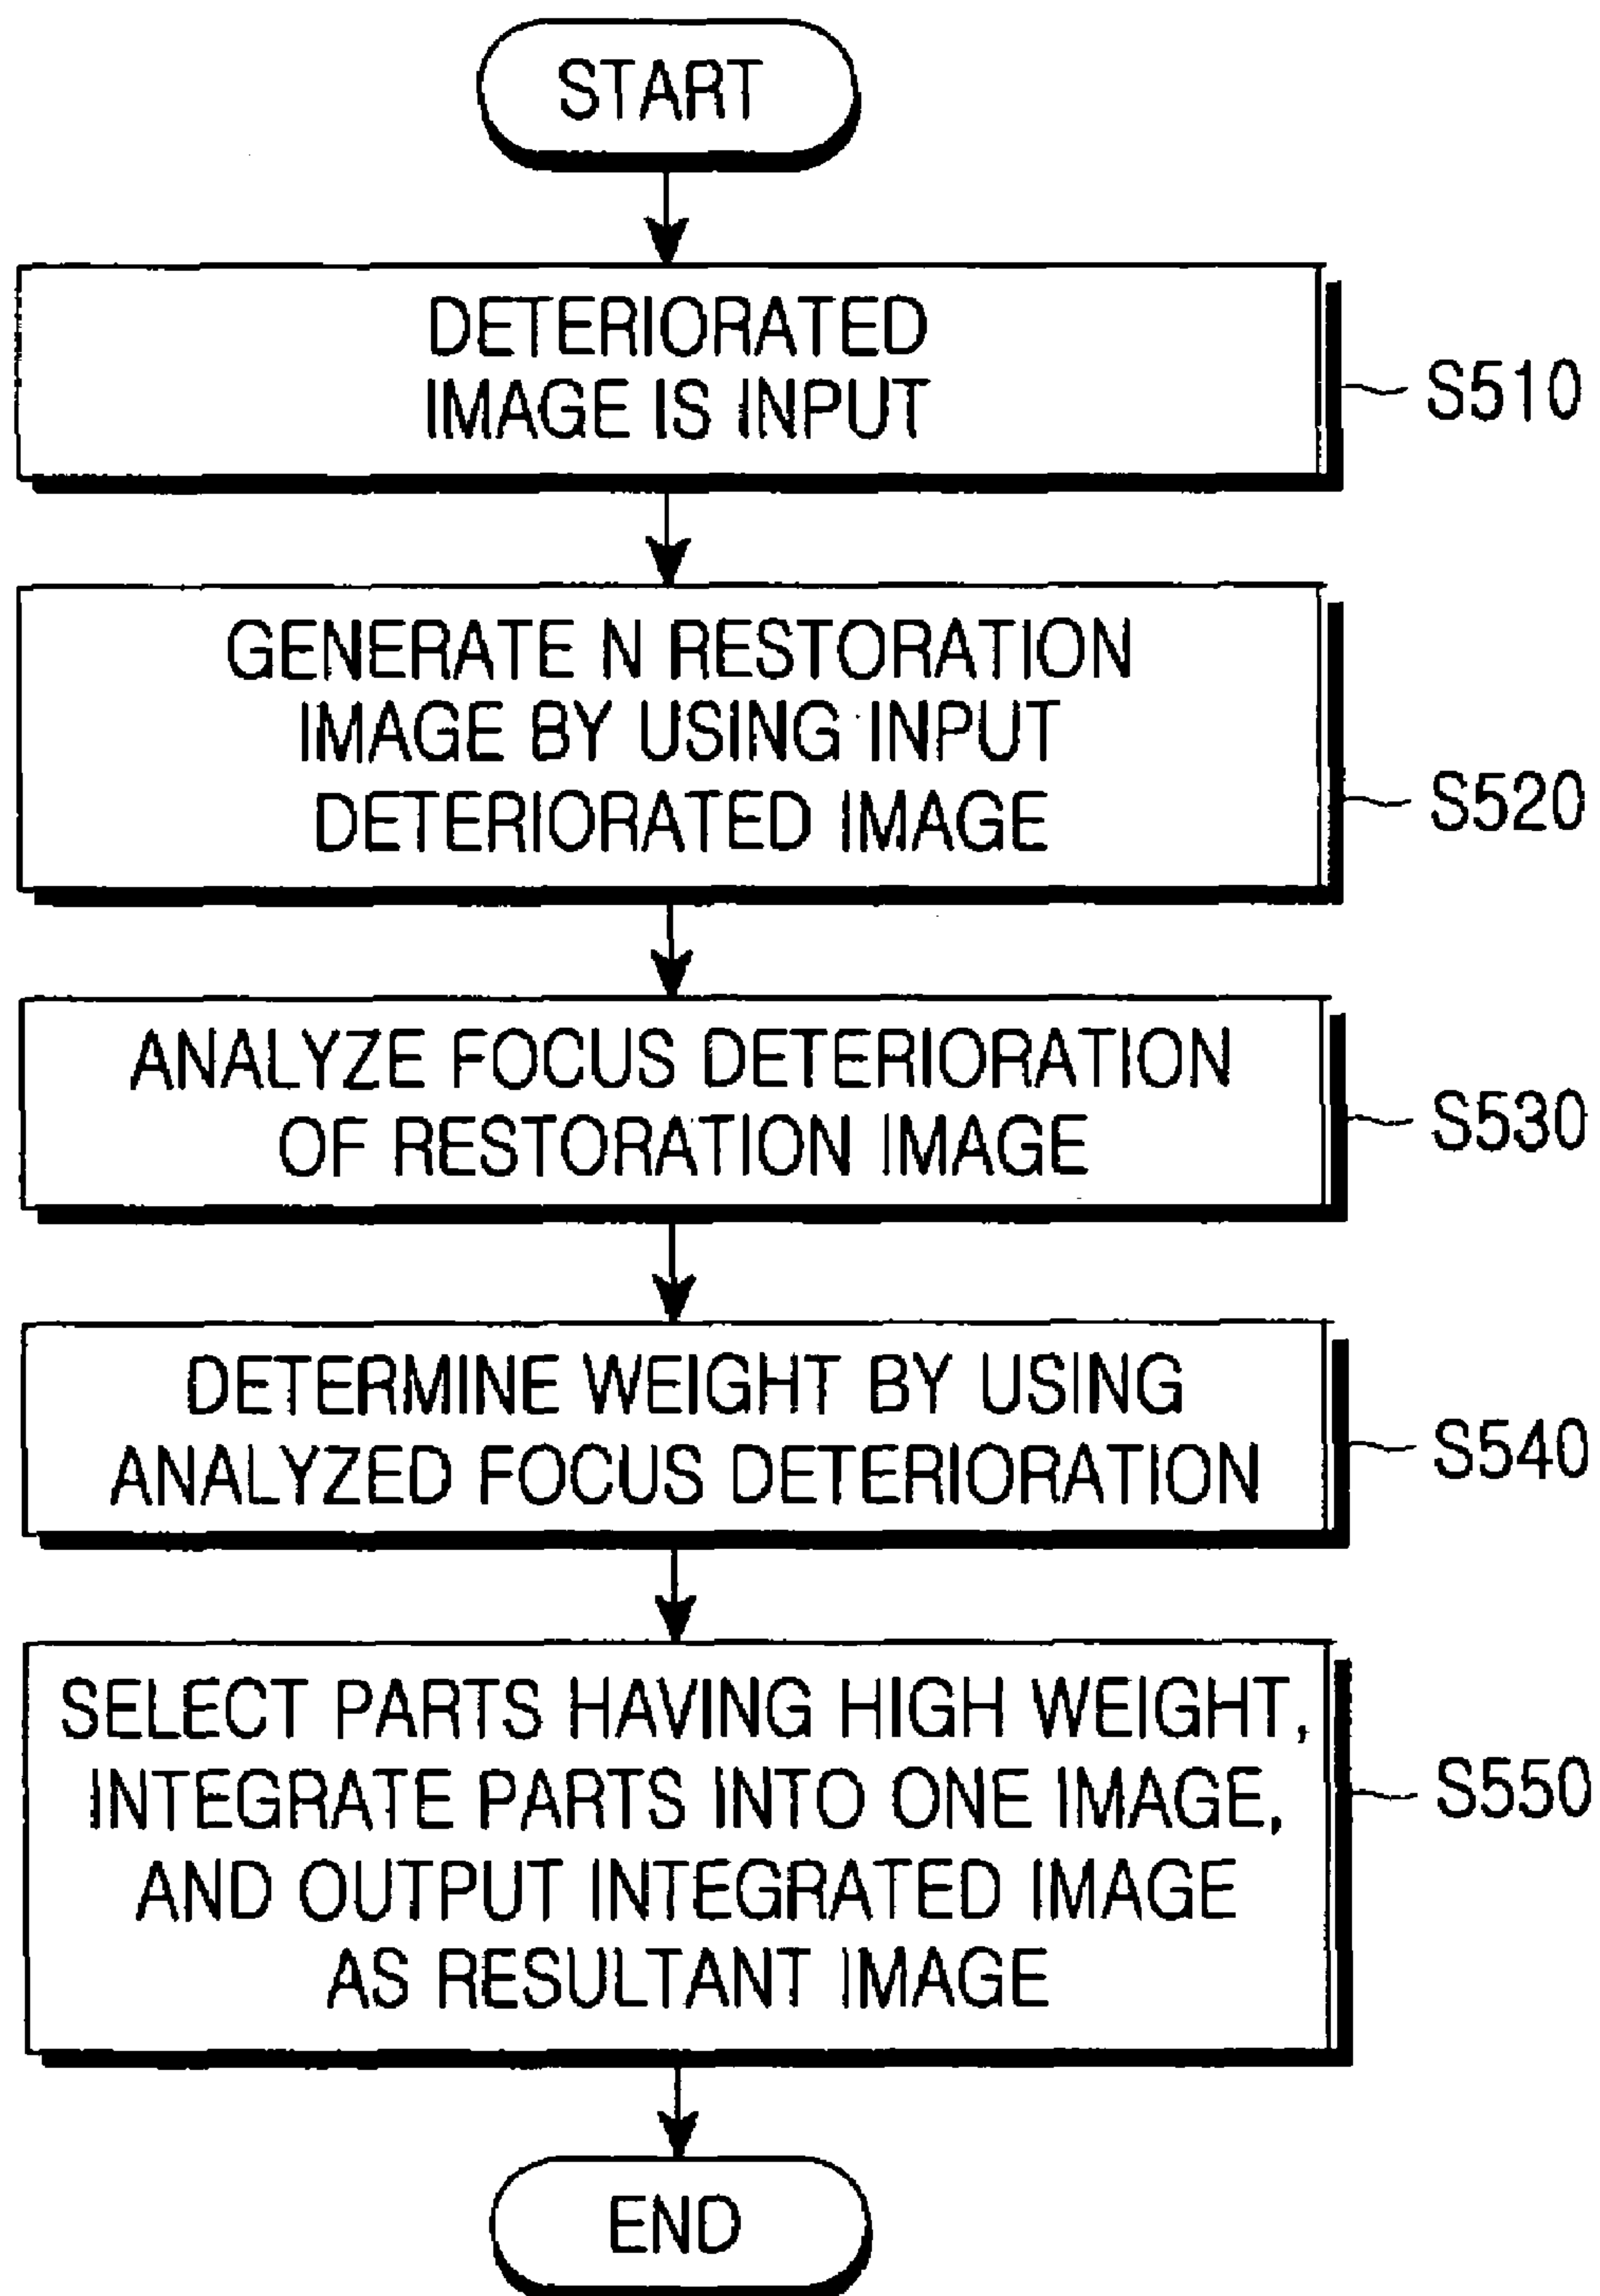 START
DETERIORATED
IMAGE IS INPUT
S510
GENERATE N RESTORATION
IMAGE BY USING INPUT
DETERIORATED IMAGE
S520
ANALYZE FOCUS DETERIORATION
OF RESTORATION IMAGE
S530
DETERMINE WEIGHT BY USING
ANALYZED FOCUS DETERIORATION
S540
SELECT PARTS HAVING HIGH WEIGHT,
INTEGRATE PARTS INTO ONE IMAGE,
AND OUTPUT INTEGRATED IMAGE
AS RESULTANT IMAGE
S550
END